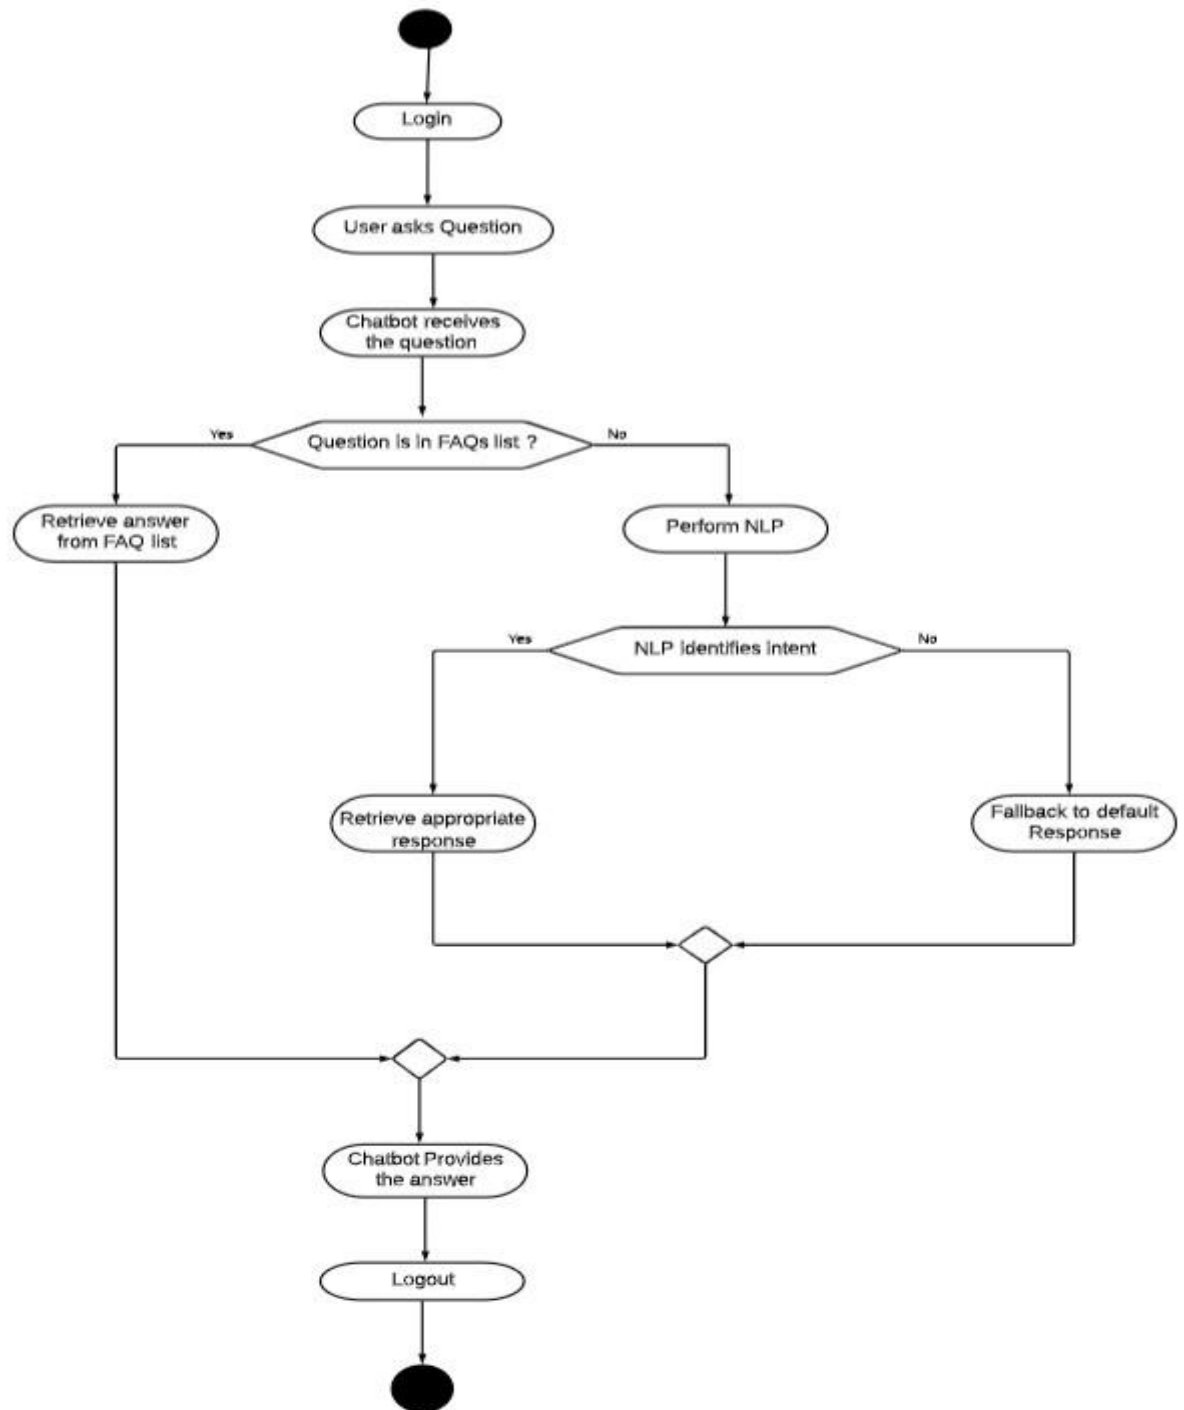 Login
User asks Question
Chatbot receives
the question
Yes
Question is in FAQs list ?
No
Retrieve answer
from FAQ list
Perform NLP
Yes
NLP identifies intent
No
Retrieve appropriate
response
Fallback to default
Response
Chatbot Provides
the answer
Logout